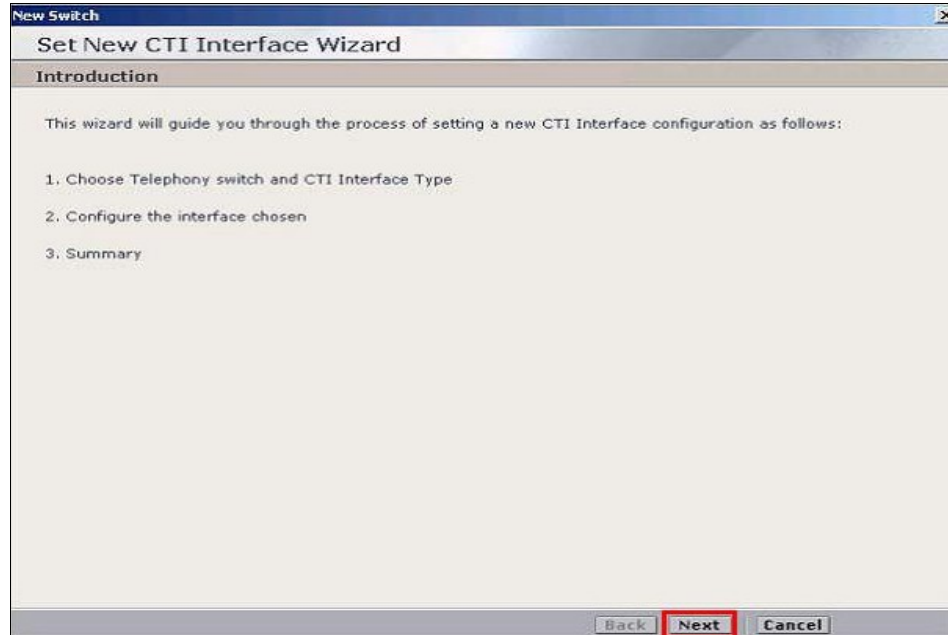 New Switch
Set New CTI Interface Wizard
Introduction
This wizard will guide you through the process of setting a new CTI Interface configuration as follows:
1. Choose Telephony switch and CTI Interface Type
2. Configure the interface chosen
3. Summary
Back Next Cancel